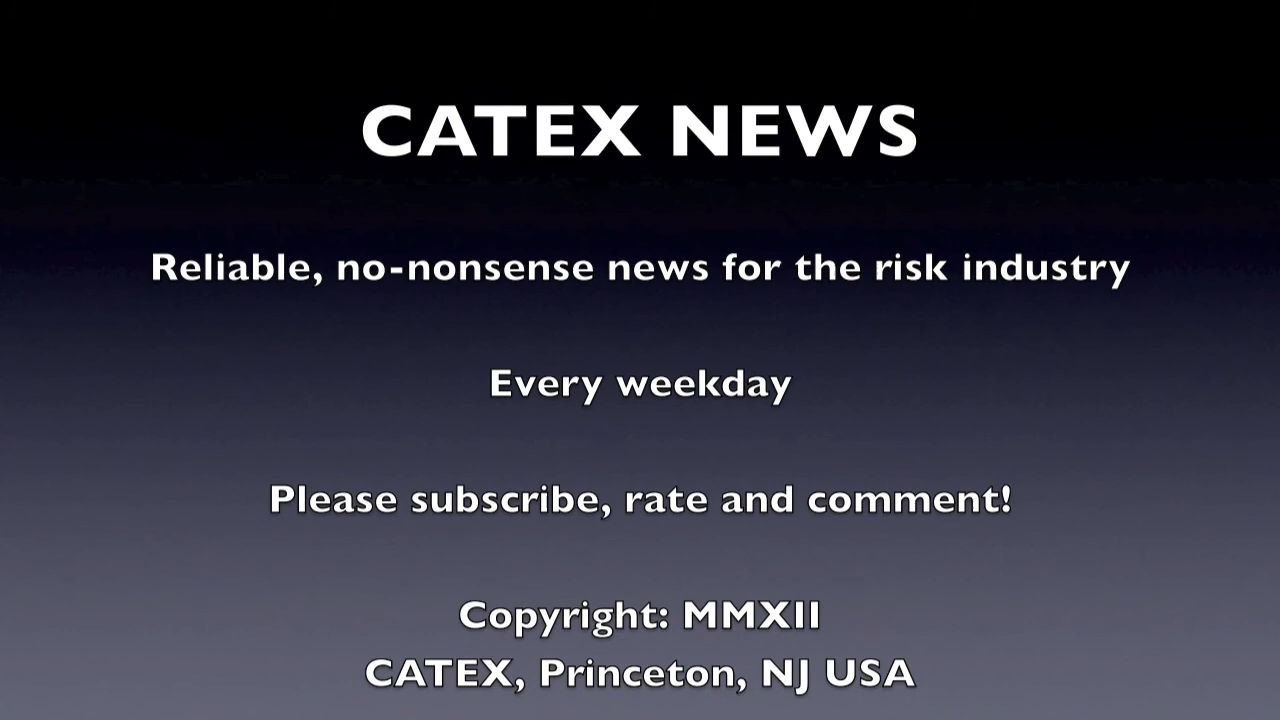 CATEX NEWS
Reliable, no-nonsense news for the risk industry
Every weekday
Please subscribe, rate and comment!
Copyright: MMXII
CATEX, Princeton, NJ USA